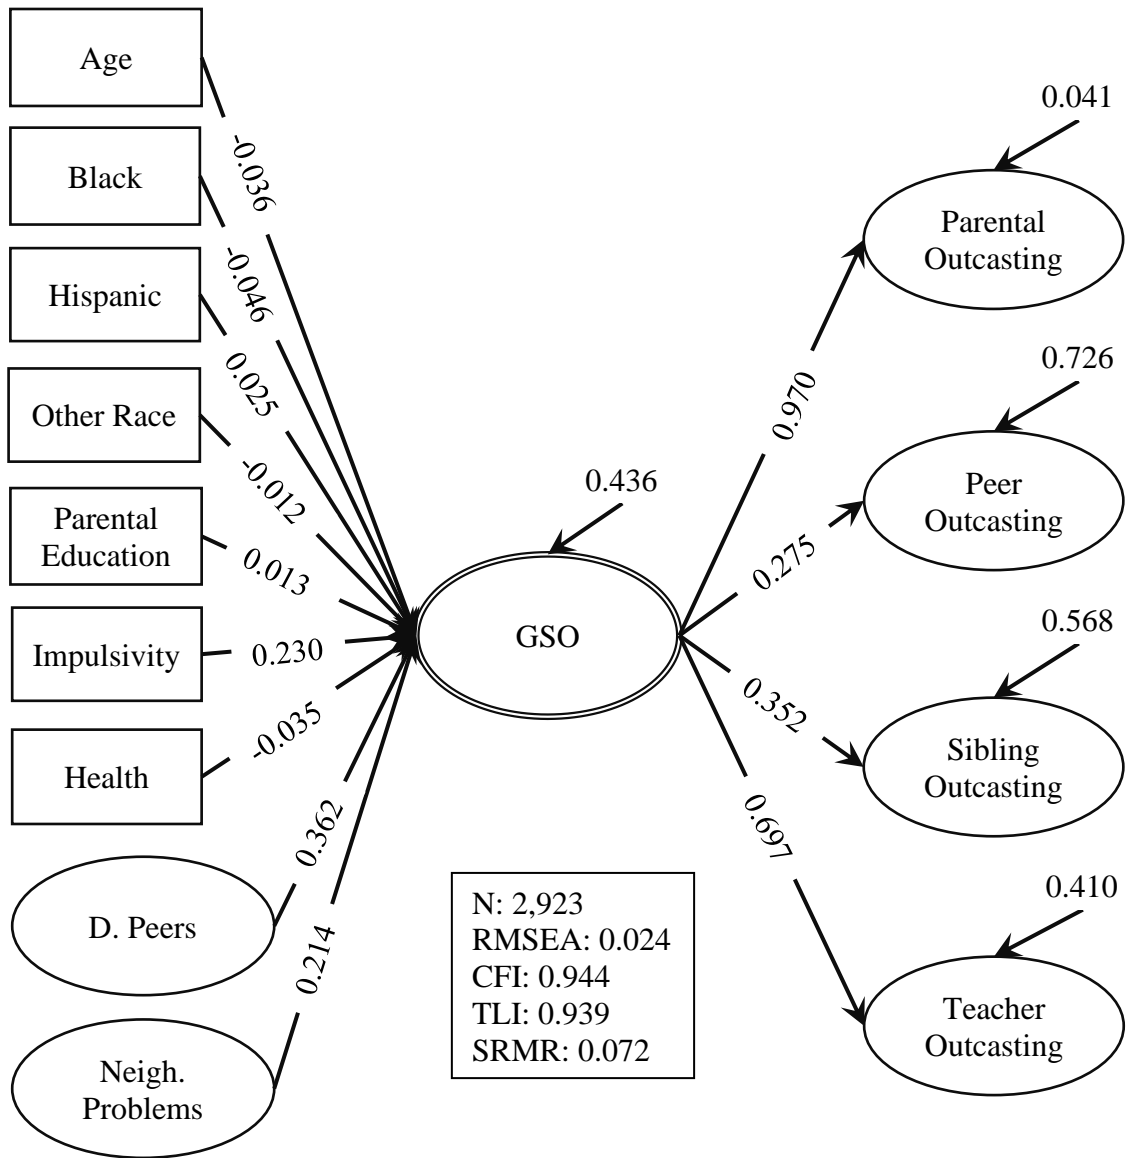 Age
Black
Hispanic
Other Race
Parental
Education
Impulsivity
Health
D. Peers
Neigh.
Problems
-0.036
-0.046
0.025
-0.012
0.013
0.230
-0.035
0.362
0.214
0.436
GSO
N: 2,923
RMSEA: 0.024
CFI: 0.944
TLI: 0.939
SRMR: 0.072
0.970
0.275
0.352
0.697
0.041
Parental
Outcasting
0.726
Peer
Outcasting
0.568
Sibling
Outcasting
0.410
Teacher
Outcasting